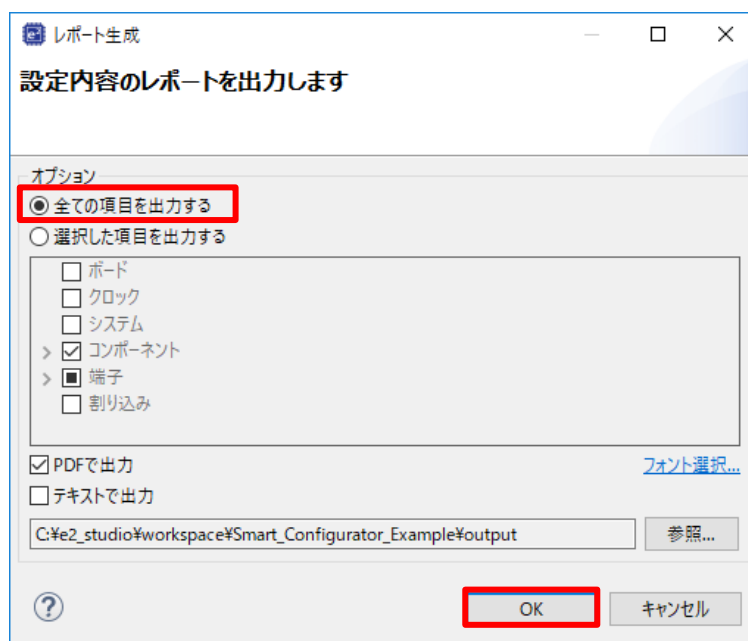 レポート生成
設定内容のレポートを出力します
オプション
全ての項目を出力する
選択した項目を出力する
ボード
クロック
システム
コンポーネント
端子
割り込み
PDFで出力
フォント選択...
テキストで出力
C:¥e2_studio¥workspace¥Smart_Configurator_Example¥output
参照...
OK
キャンセル